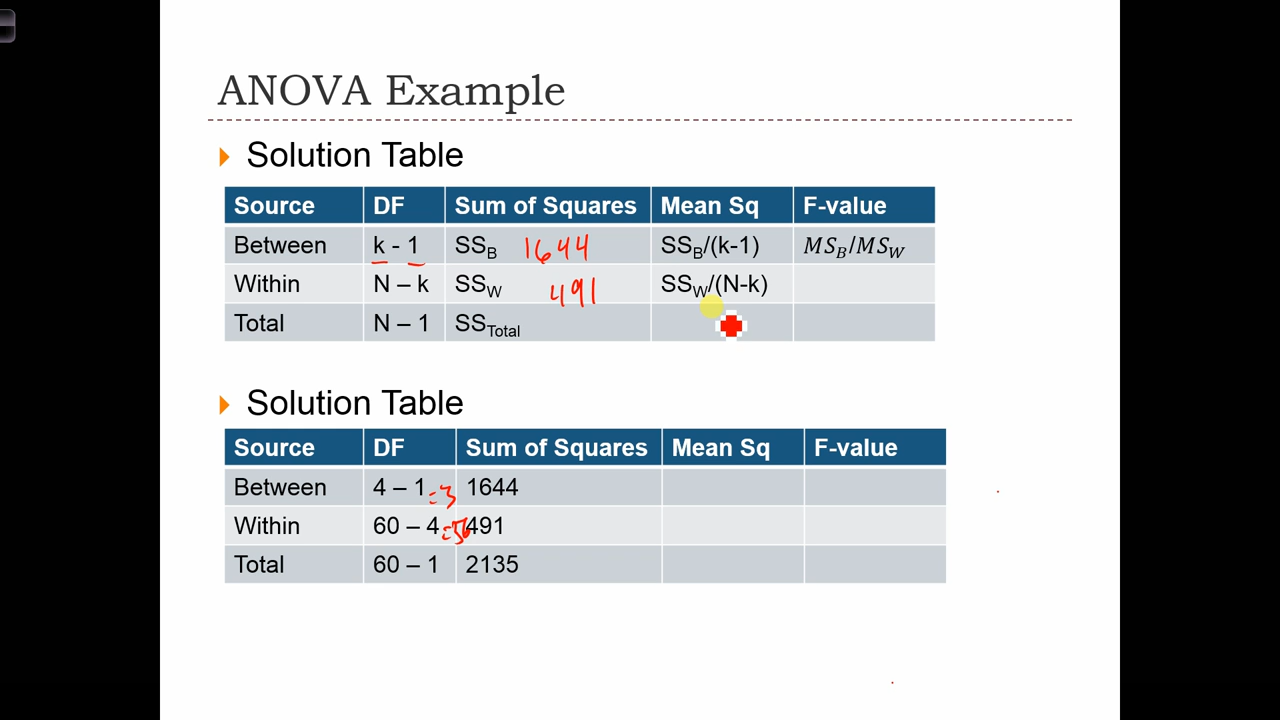 ANOVA Example
Solution Table
Source DF Sum of Squares Mean Sq F-value
Between k - 1 SSB 1644 SSB/(k-1) MSB/MSW
Within N – k SSW 491 SSW/(N-k)
Total N – 1 SSTotal
Solution Table
Source DF Sum of Squares Mean Sq F-value
Between 4 – 1 =3 1644
Within 60 – 4 =56 491
Total 60 – 1 2135